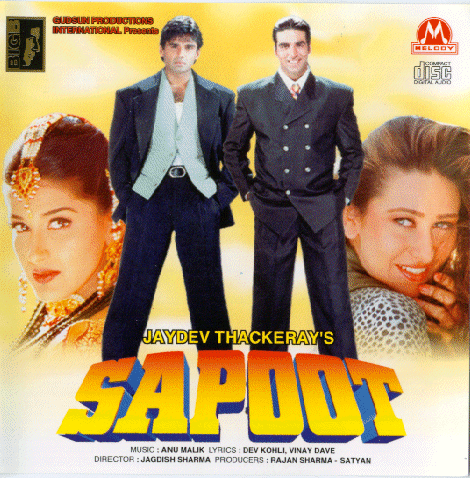 GUDSUN PRODUCTIONS
INTERNATIONAL Presents
BIG B
M
MELODY
COMPACT
disc
DIGITAL AUDIO
JAYDEV THACKERAY'S
SAPOOT
MUSIC : ANU MALIK LYRICS : DEV KOHLI, VINAY DAVE
DIRECTOR : JAGDISH SHARMA PRODUCERS : RAJAN SHARMA - SATYAN